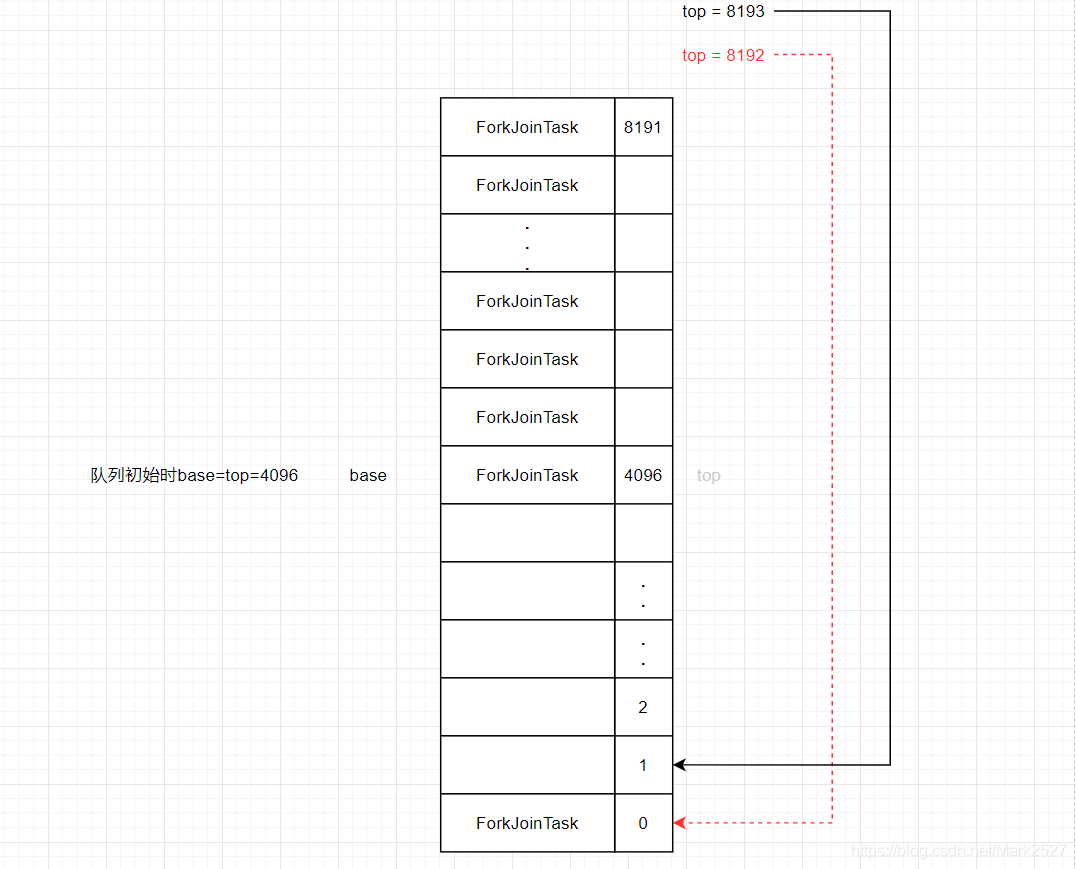 top = 8193
top = 8192
ForkJoinTask 8191
ForkJoinTask
.
.
.
ForkJoinTask
ForkJoinTask
ForkJoinTask
队列初始时base=top=4096 base ForkJoinTask 4096 top
.
.
.
.
2
1
ForkJoinTask 0
https://blog.csdn.net/Mark2527